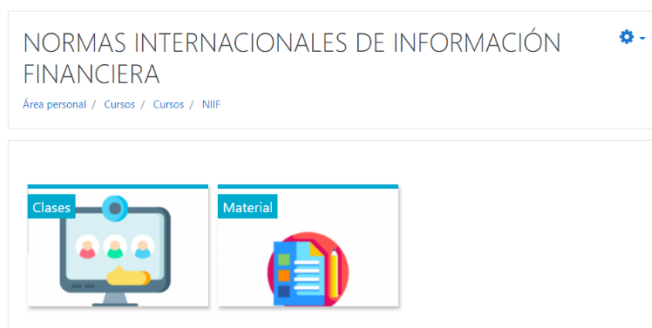 NORMAS INTERNACIONALES DE INFORMACIÓN
FINANCIERA
Área personal / Cursos / Cursos / NIIF
Clases
Material